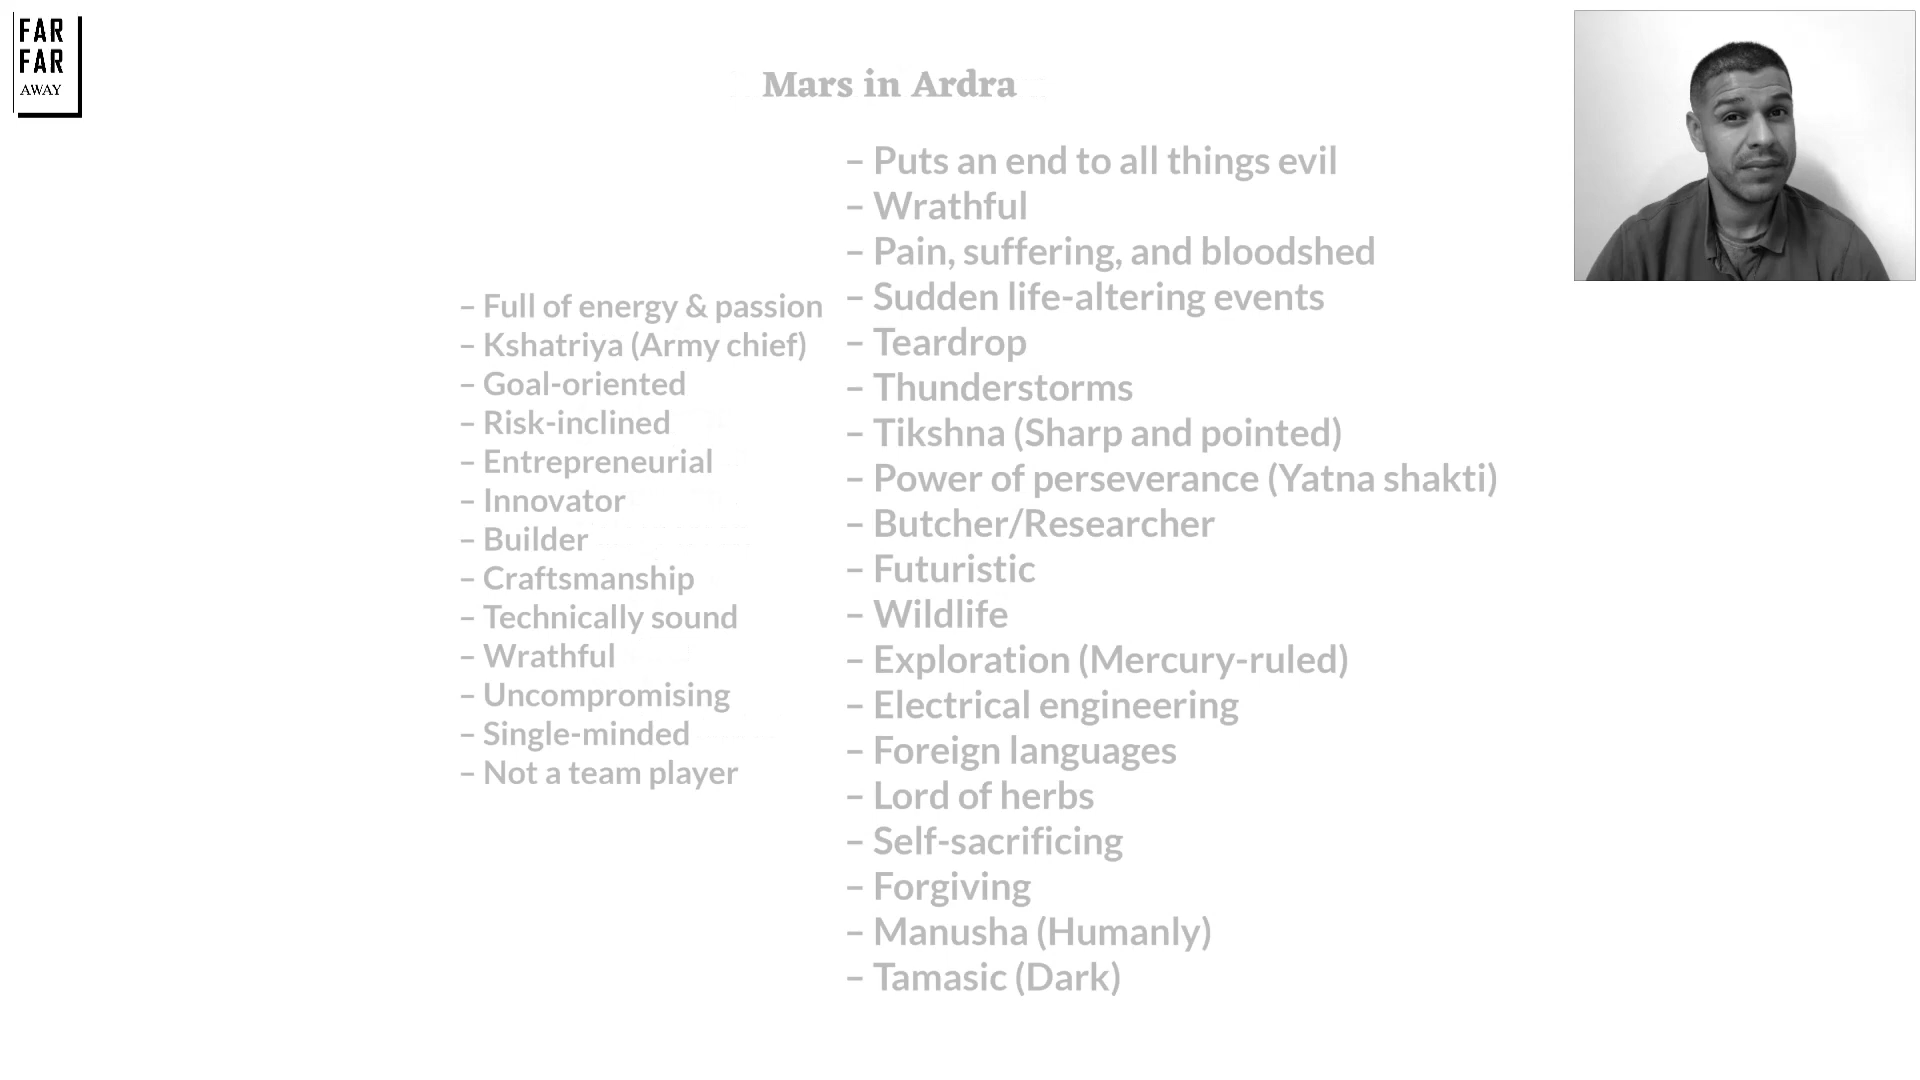 FAR
FAR
AWAY
Mars in Ardra
– Full of energy & passion
– Kshatriya (Army chief)
– Goal-oriented
– Risk-inclined
– Entrepreneurial
– Innovator
– Builder
– Craftsmanship
– Technically sound
– Wrathful
– Uncompromising
– Single-minded
– Not a team player
– Puts an end to all things evil
– Wrathful
– Pain, suffering, and bloodshed
– Sudden life-altering events
– Teardrop
– Thunderstorms
– Tikshna (Sharp and pointed)
– Power of perseverance (Yatna shakti)
– Butcher/Researcher
– Futuristic
– Wildlife
– Exploration (Mercury-ruled)
– Electrical engineering
– Foreign languages
– Lord of herbs
– Self-sacrificing
– Forgiving
– Manusha (Humanly)
– Tamasic (Dark)